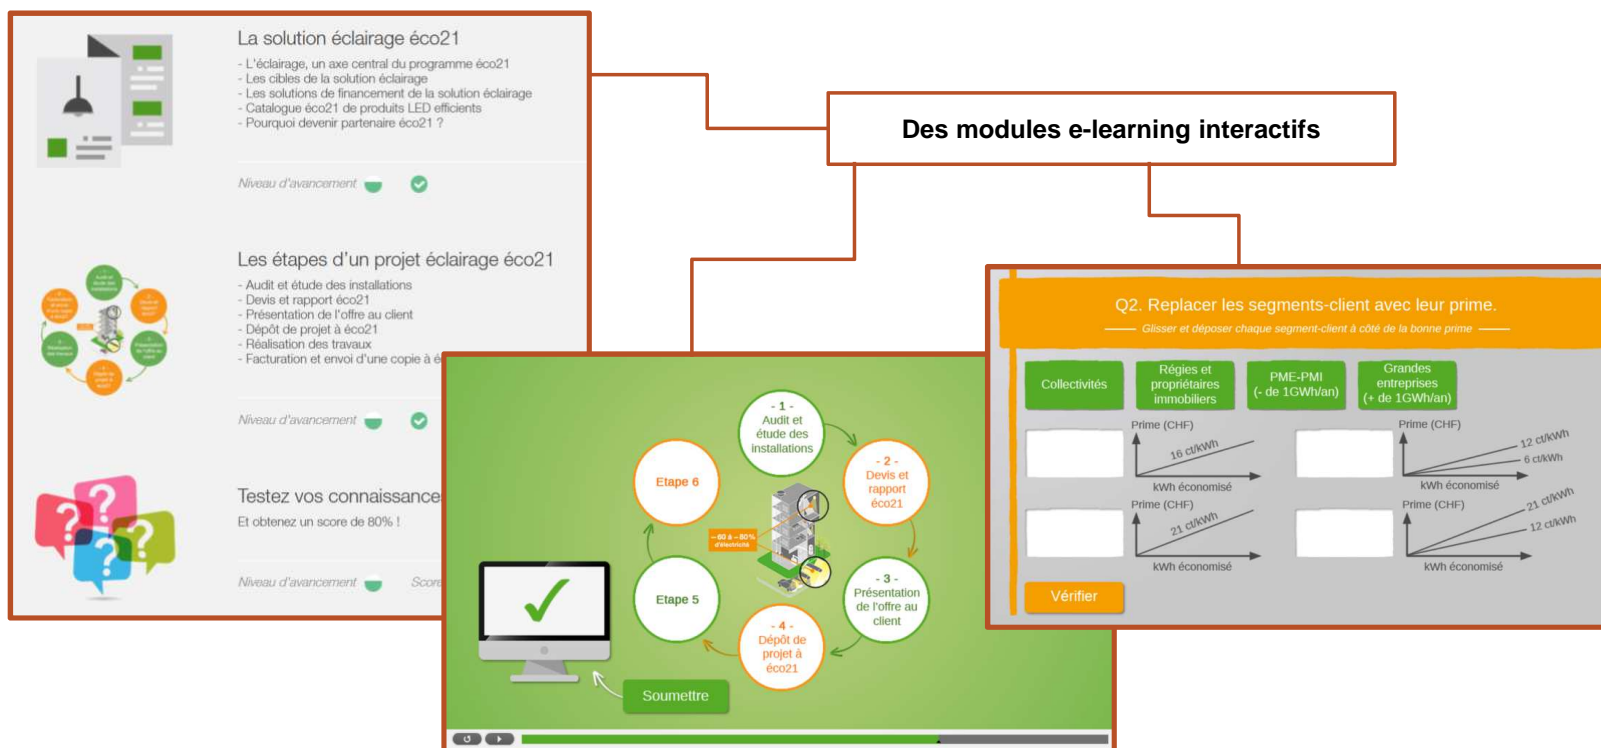 La solution éclairage éco21
- L'éclairage, un axe central du programme éco21
- Les cibles de la solution éclairage
- Les solutions de financement de la solution éclairage
- Catalogue éco21 de produits LED efficients
- Pourquoi devenir partenaire éco21 ?
Niveau d'avancement
Les étapes d'un projet éclairage éco21
- Audit et étude des installations
- Devis et rapport éco21
- Présentation de l'offre au client
- Dépôt de projet à éco21
- Réalisation des travaux
- Facturation et envoi d'une copie à é
Niveau d'avancement
Testez vos connaissances
Et obtenez un score de 80% !
Niveau d'avancement Score
Des modules e-learning interactifs
- 1 -
Audit et
étude des
installations
- 2 -
Devis et
rapport
éco21
- 3 -
Présentation
de l'offre au
client
- 4 -
Dépôt de
projet à
éco21
Etape 5
Etape 6
– 60 à – 80%
d'électricité
Soumettre
Q2. Replacer les segments-client avec leur prime.
Glisser et déposer chaque segment-client à côté de la bonne prime
Collectivités
Régies et
propriétaires
immobiliers
PME-PMI
(- de 1GWh/an)
Grandes
entreprises
(+ de 1GWh/an)
Prime (CHF)
16 ct/kWh
kWh économisé
Prime (CHF)
12 ct/kWh
6 ct/kWh
kWh économisé
Prime (CHF)
21 ct/kWh
kWh économisé
Prime (CHF)
21 ct/kWh
12 ct/kWh
kWh économisé
Vérifier